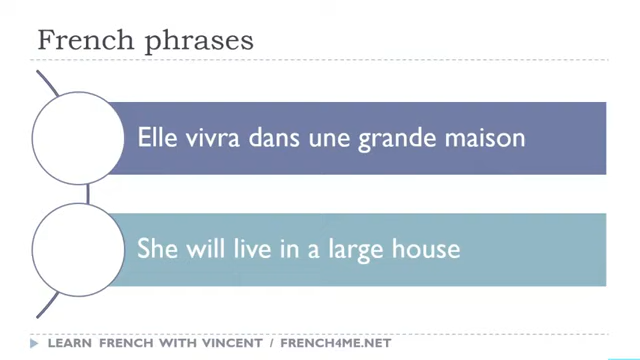 French phrases
Elle vivra dans une grande maison
She will live in a large house
LEARN FRENCH WITH VINCENT / FRENCH4ME.NET